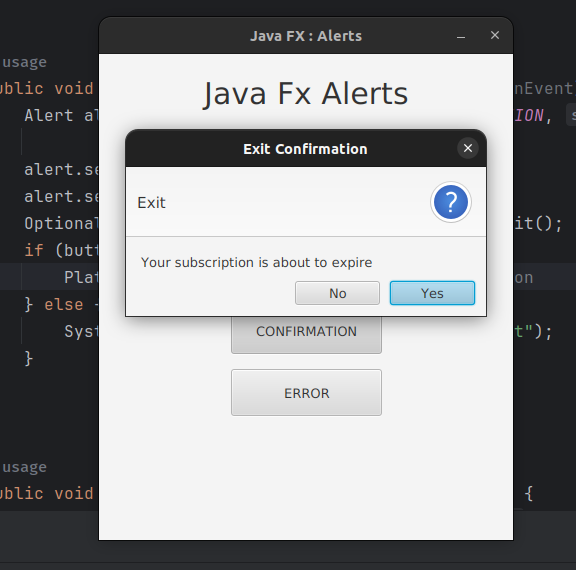 Java FX : Alerts
usage
public void
Java Fx Alerts
Alert al
ION,
Exit Confirmation
alert.se
Exit
?
alert.se
Optional
it();
if (butt
Your subscription is about to expire
Plat
on
No
Yes
} else
Syst
t");
CONFIRMATION
}
ERROR
usage
ublic void
{